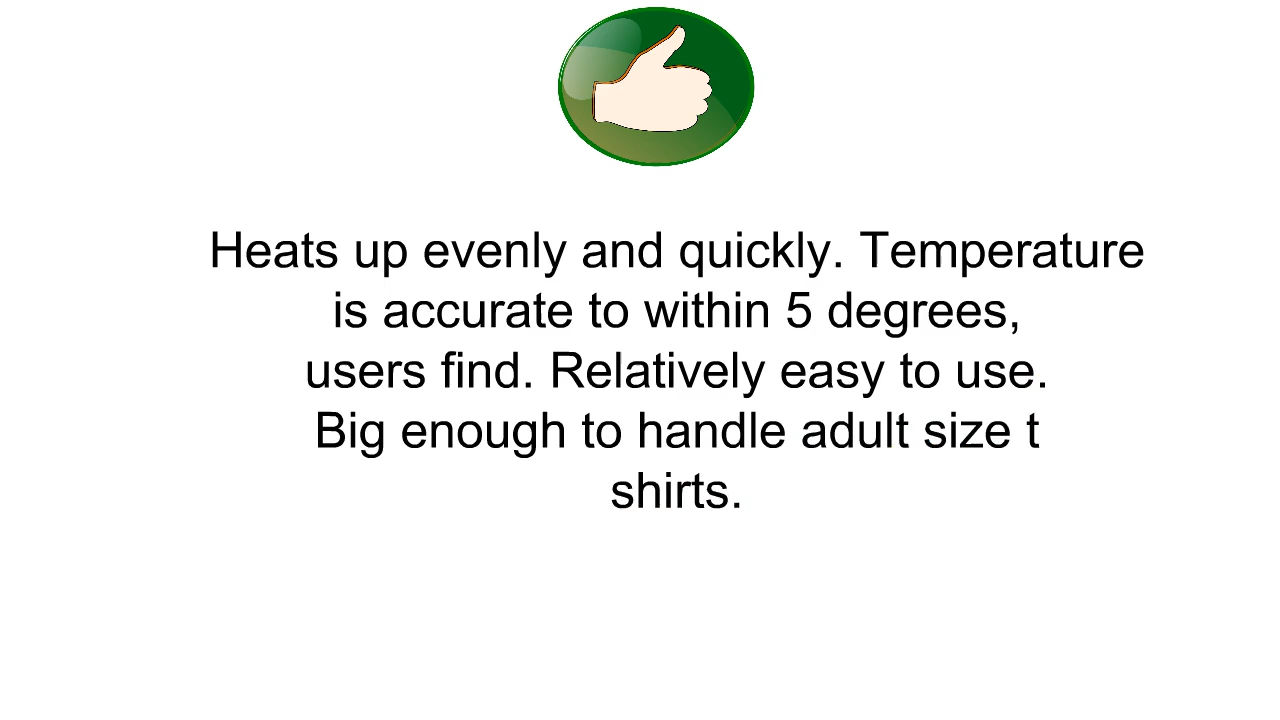 Heats up evenly and quickly. Temperature
is accurate to within 5 degrees,
users find. Relatively easy to use.
Big enough to handle adult size t
shirts.